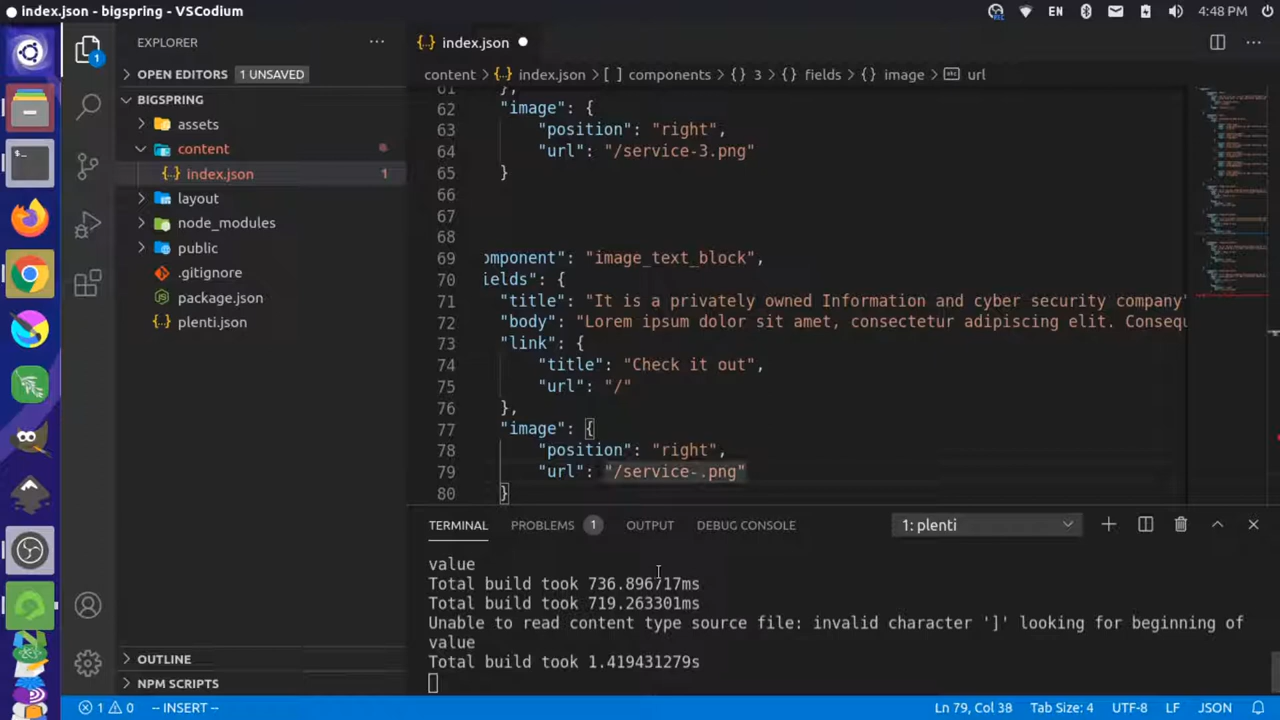 index.json - bigspring - VSCodium
EN
4:48 PM
EXPLORER
index.json
OPEN EDITORS 1 UNSAVED
content > index.json > [ ] components > {} 3 > {} fields > {} image > url
BIGSPRING
assets
content
index.json 1
layout
node_modules
public
.gitignore
package.json
plenti.json
61 },
62 "image": {
63 "position": "right",
64 "url": "/service-3.png"
65 }
66
67
68
69 omponent": "image_text_block",
70 ields": {
71 "title": "It is a privately owned Information and cyber security company"
72 "body": "Lorem ipsum dolor sit amet, consectetur adipiscing elit. Consequ
73 "link": {
74 "title": "Check it out",
75 "url": "/"
76 },
77 "image": {
78 "position": "right",
79 "url": "/service-.png"
80 }
TERMINAL PROBLEMS 1 OUTPUT DEBUG CONSOLE 1: plenti
value
Total build took 736.896717ms
Total build took 719.263301ms
Unable to read content type source file: invalid character ']' looking for beginning of
value
Total build took 1.419431279s
OUTLINE
NPM SCRIPTS
1 0 -- INSERT -- Ln 79, Col 38 Tab Size: 4 UTF-8 LF JSON